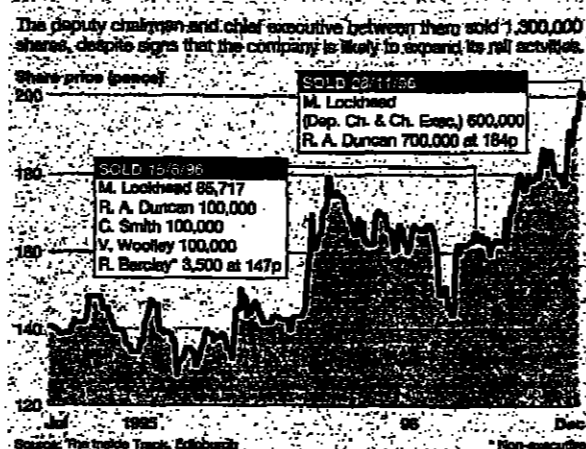 The deputy chairman and chief executive between them sold 1,300,000
shares, despite signs that the company is likely to expand its rail activities.
Share price (pence)
200
SOLD 28/11/96
M. Lockhead
(Dep. Ch. & Ch. Exec.) 600,000
R. A. Duncan 700,000 at 184p
180
SOLD 15/6/96
M. Lockhead 85,717
R. A. Duncan 100,000
C. Smith 100,000
V. Woolley 100,000
R. Barclay* 3,500 at 147p
160
140
120
Jul 1995 96 Dec
Source: The Inside Track, Edinburgh
* Non-executive